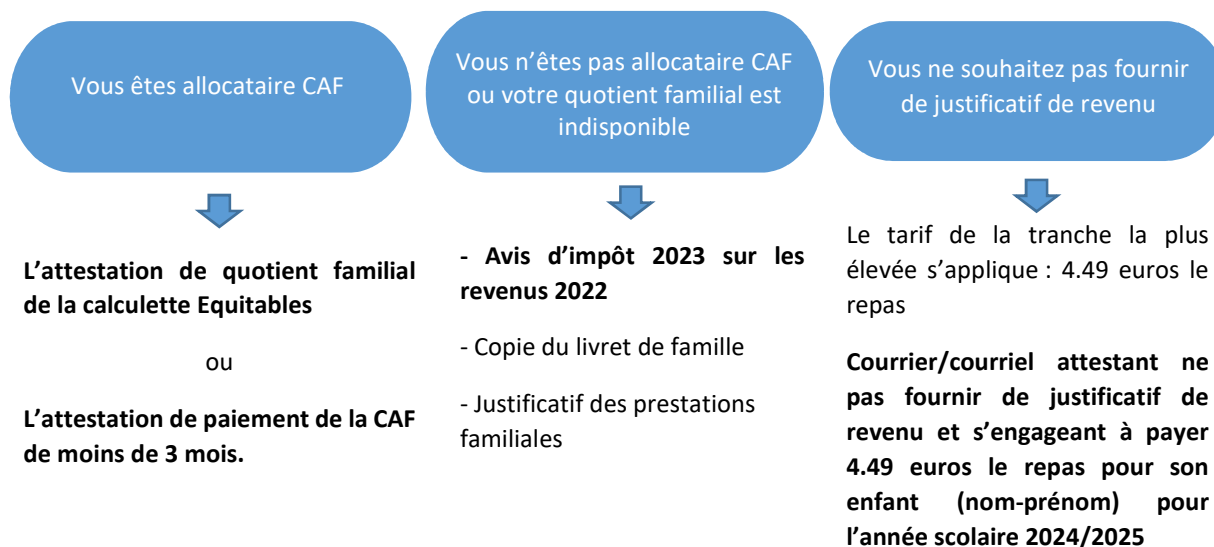 Vous êtes allocataire CAF
L’attestation de quotient familial
de la calculette Equitables
ou
L’attestation de paiement de la CAF
de moins de 3 mois.
Vous n’êtes pas allocataire CAF
ou votre quotient familial est
indisponible
- Avis d’impôt 2023 sur les
revenus 2022
- Copie du livret de famille
- Justificatif des prestations
familiales
Vous ne souhaitez pas fournir
de justificatif de revenu
Le tarif de la tranche la plus
élevée s’applique : 4.49 euros le
repas
Courrier/courriel attestant ne
pas fournir de justificatif de
revenu et s’engageant à payer
4.49 euros le repas pour son
enfant (nom-prénom) pour
l’année scolaire 2024/2025